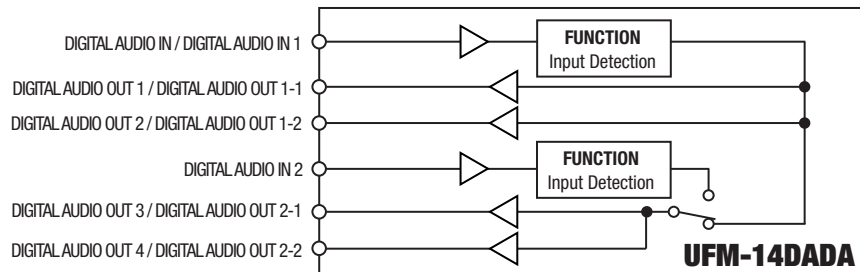 DIGITAL AUDIO IN / DIGITAL AUDIO IN 1
FUNCTION
Input Detection
DIGITAL AUDIO OUT 1 / DIGITAL AUDIO OUT 1-1
DIGITAL AUDIO OUT 2 / DIGITAL AUDIO OUT 1-2
DIGITAL AUDIO IN 2
FUNCTION
Input Detection
DIGITAL AUDIO OUT 3 / DIGITAL AUDIO OUT 2-1
DIGITAL AUDIO OUT 4 / DIGITAL AUDIO OUT 2-2
UFM-14DADA